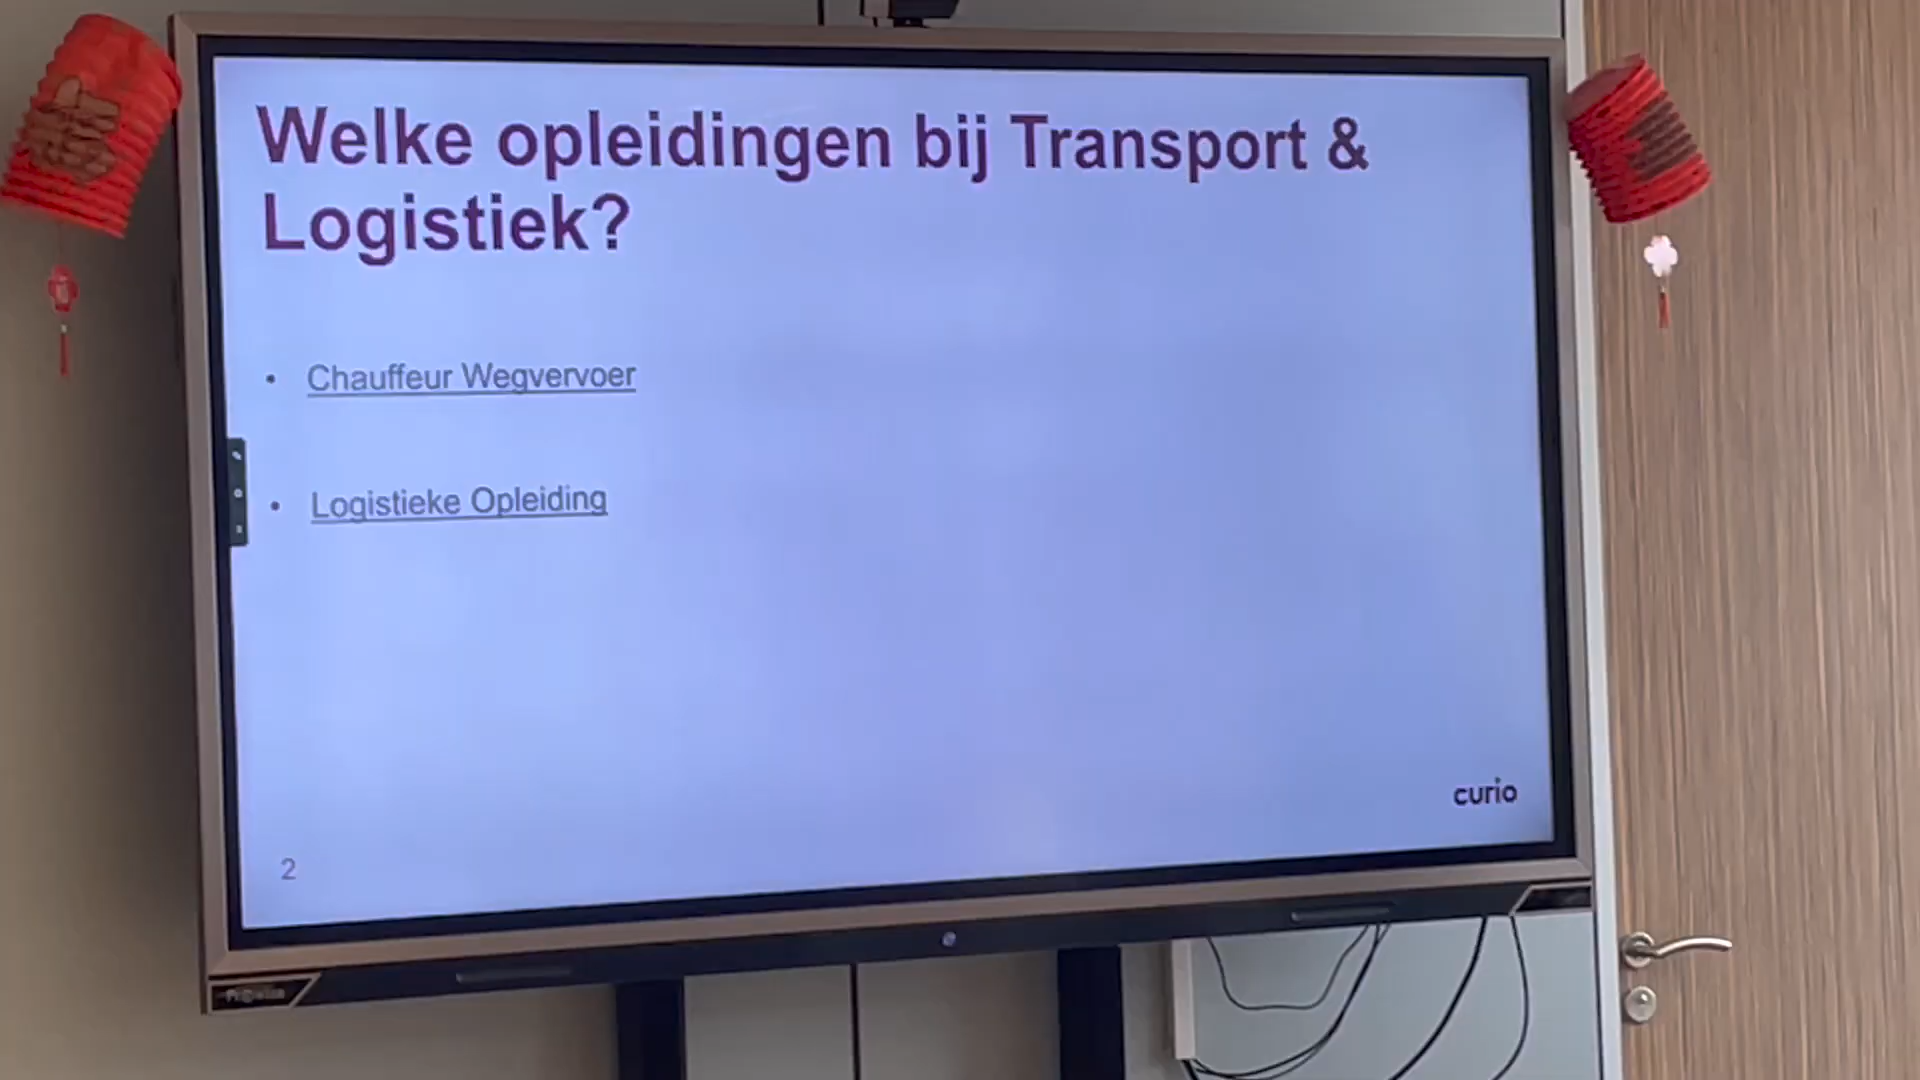 Welke opleidingen bij Transport &
Logistiek?
• Chauffeur Wegvervoer
• Logistieke Opleiding
curio
2